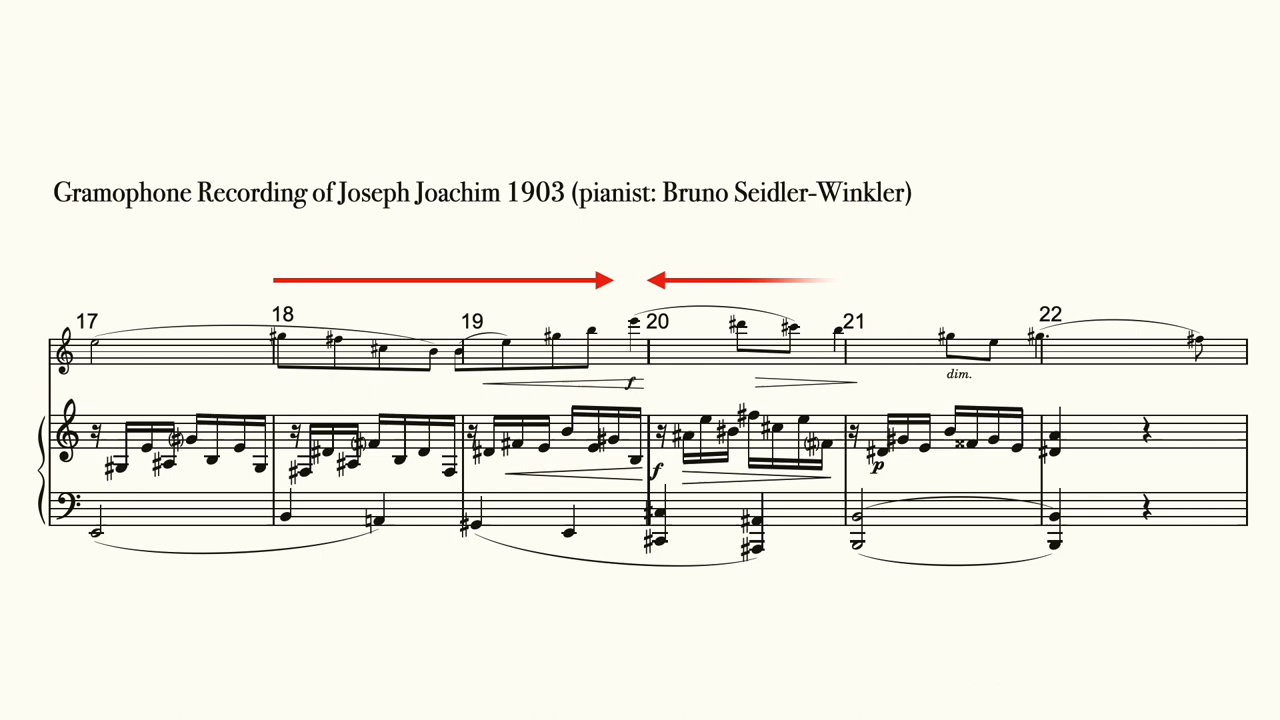 Gramophone Recording of Joseph Joachim 1903 (pianist: Bruno Seidler-Winkler)
17 18 19 20 21 22
f dim.
f p